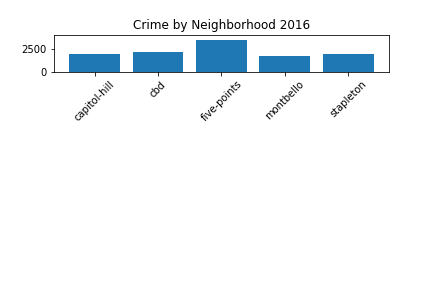 Crime by Neighborhood 2016
2500
0
capitol-hill
cbd
five-points
montbello
stapleton